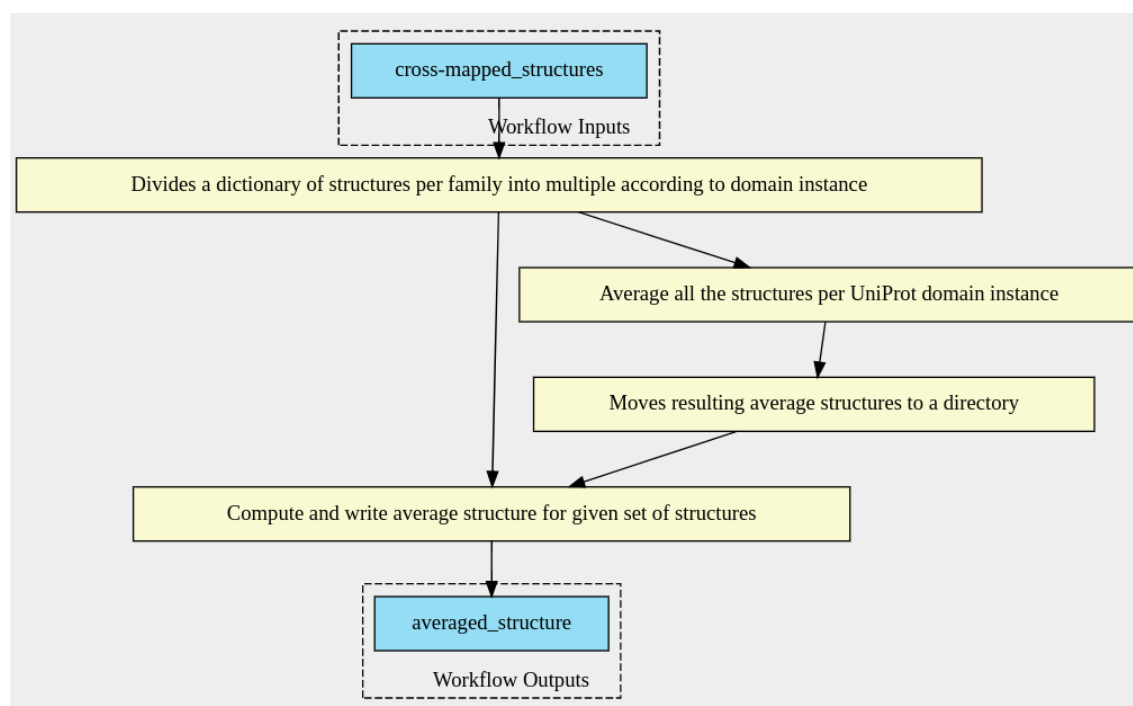 cross-mapped_structures
Workflow Inputs
Divides a dictionary of structures per family into multiple according to domain instance
Average all the structures per UniProt domain instance
Moves resulting average structures to a directory
Compute and write average structure for given set of structures
averaged_structure
Workflow Outputs